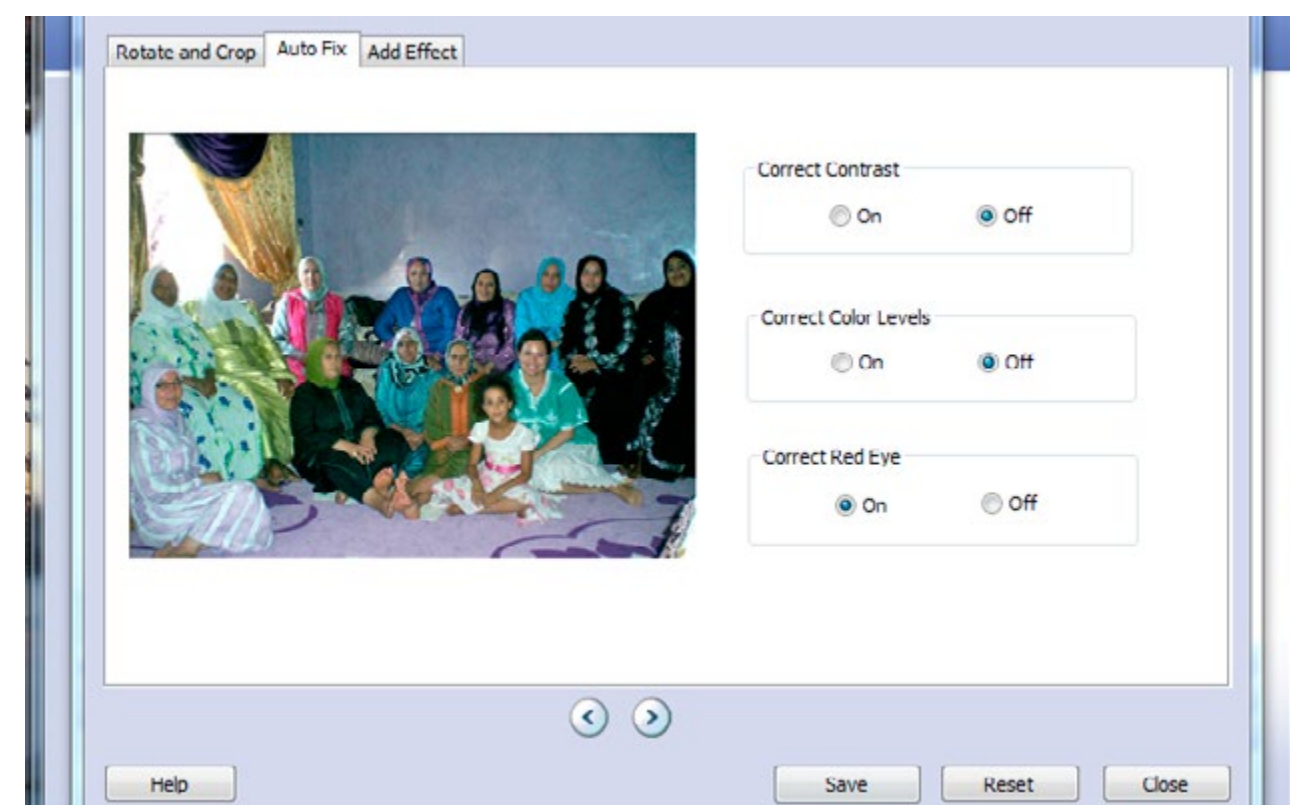 Rotate and Crop Auto Fix Add Effect
Correct Contrast
On Off
Correct Color Levels
On Off
Correct Red Eye
On Off
Help Save Reset Close